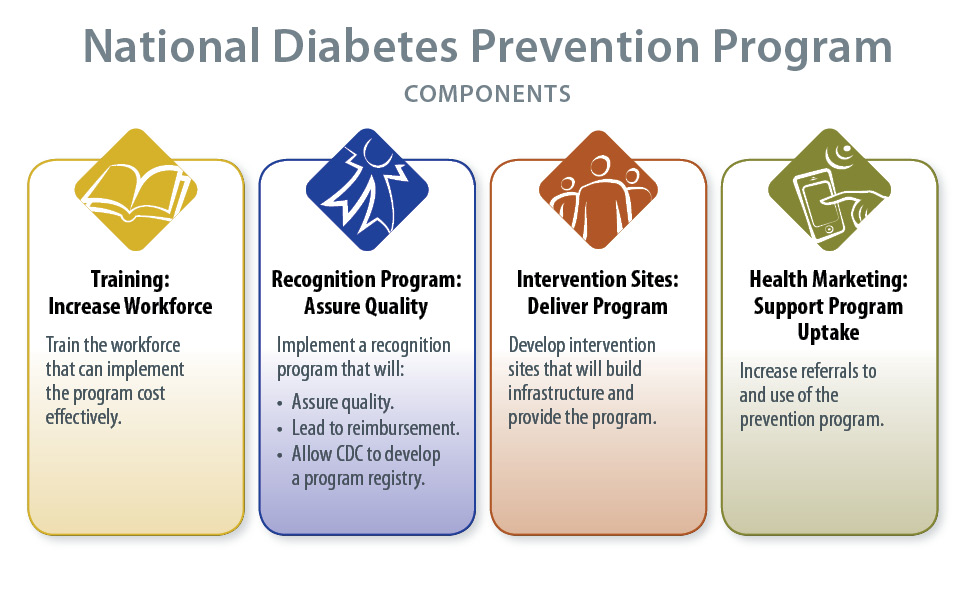 National Diabetes Prevention Program
COMPONENTS
Training:
Increase Workforce
Train the workforce
that can implement
the program cost
effectively.
Recognition Program:
Assure Quality
Implement a recognition
program that will:
• Assure quality.
• Lead to reimbursement.
• Allow CDC to develop
a program registry.
Intervention Sites:
Deliver Program
Develop intervention
sites that will build
infrastructure and
provide the program.
Health Marketing:
Support Program
Uptake
Increase referrals to
and use of the
prevention program.